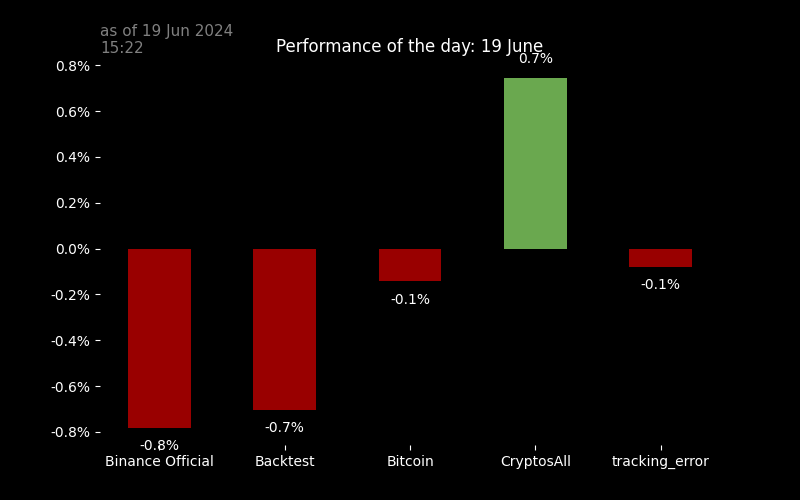 as of 19 Jun 2024
15:22
Performance of the day: 19 June
0.8%
0.6%
0.4%
0.2%
0.0%
-0.2%
-0.4%
-0.6%
-0.8%
0.7%
-0.8%
-0.7%
-0.1%
-0.1%
Binance Official
Backtest
Bitcoin
CryptosAll
tracking_error